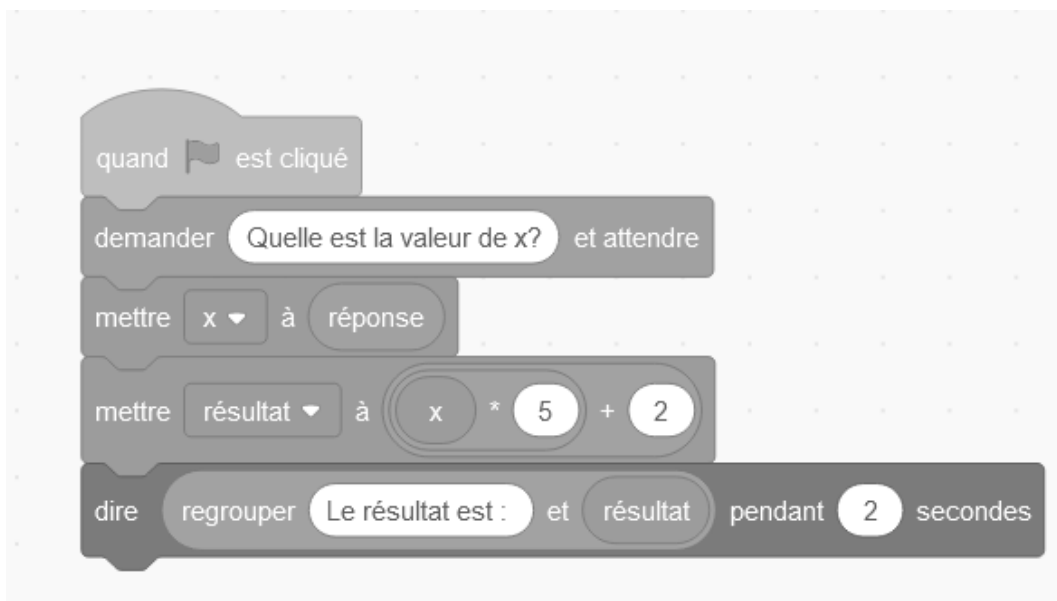 quand est cliqué
demander Quelle est la valeur de x? et attendre
mettre x à réponse
mettre résultat à x * 5 + 2
dire regrouper Le résultat est : et résultat pendant 2 secondes